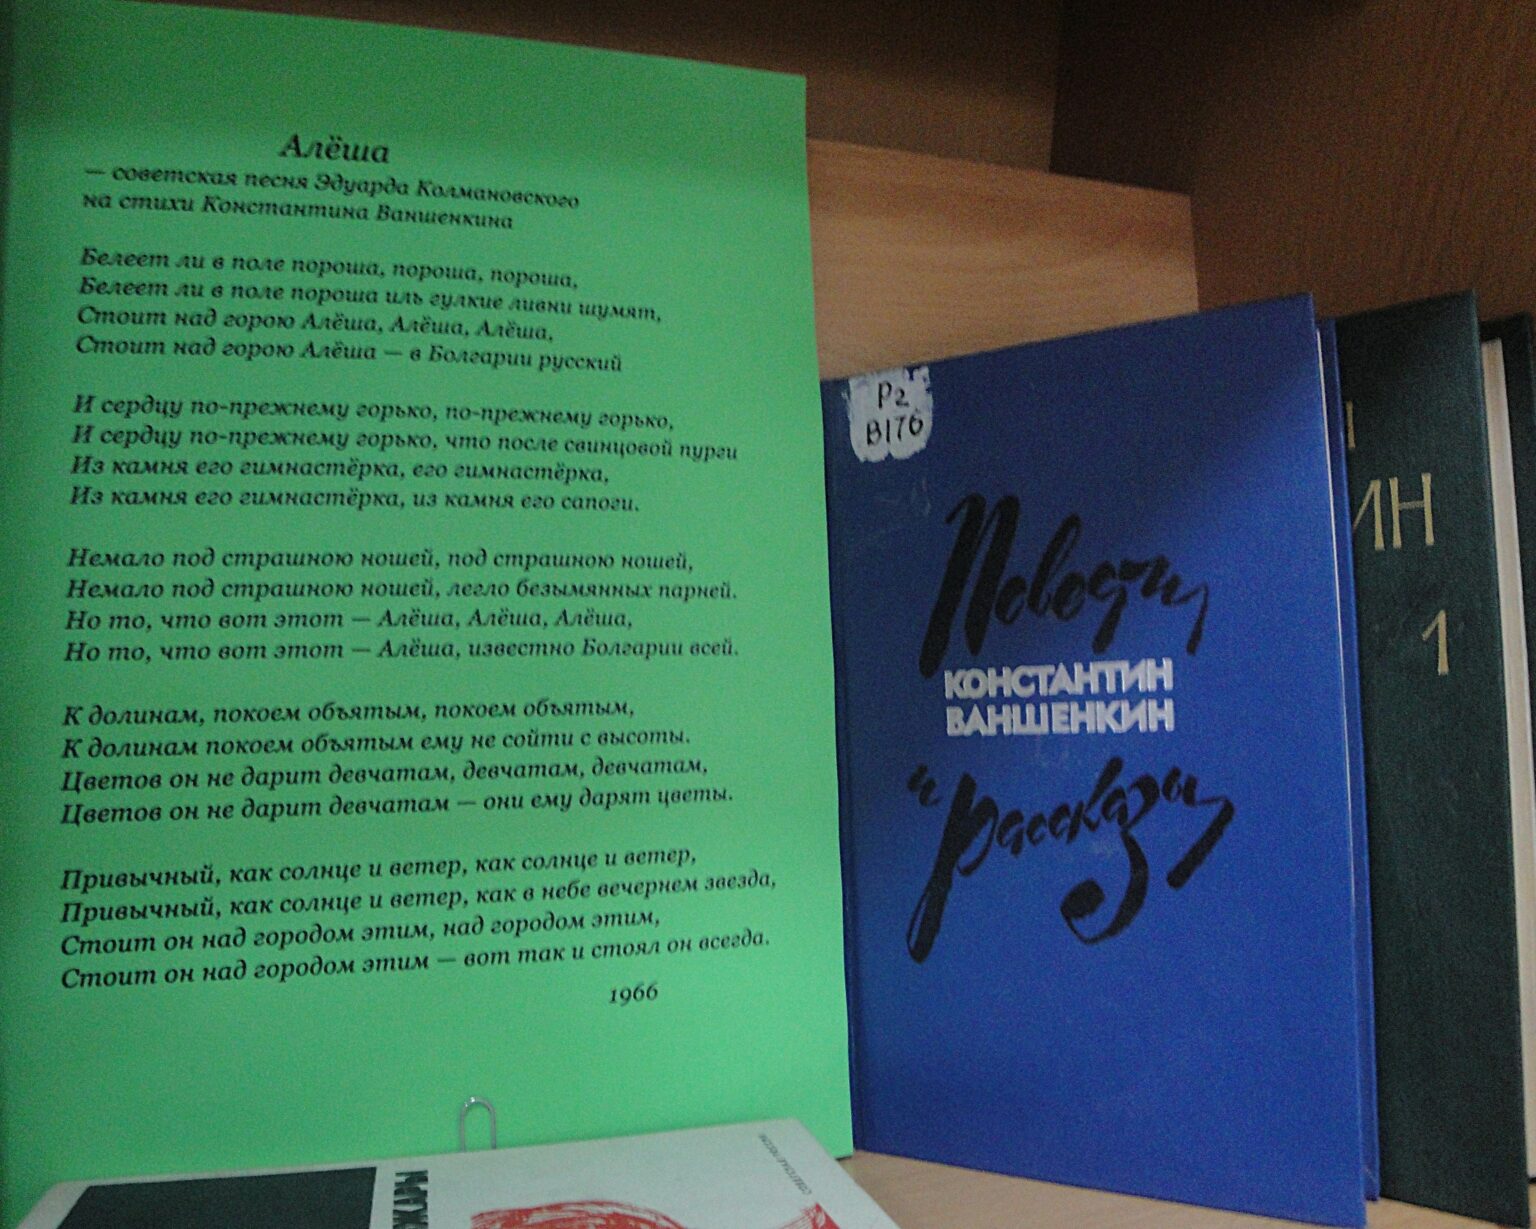 Алёша
— советская песня Эдуарда Колмановского
на стихи Константина Ваншенкина
Белеет ли в поле пороша, пороша, пороша,
Белеет ли в поле пороша иль гулкие ливни шумят,
Стоит над горою Алёша, Алёша, Алёша,
Стоит над горою Алёша — в Болгарии русский
И сердцу по-прежнему горько, по-прежнему горько,
И сердцу по-прежнему горько, что после свинцовой пурги
Из камня его гимнастёрка, его гимнастёрка,
Из камня его гимнастёрка, из камня его сапоги.
Немало под страшною ношей, под страшною ношей,
Немало под страшною ношей, легло безымянных парней.
Но то, что вот этот — Алёша, Алёша, Алёша,
Но то, что вот этот — Алёша, известно Болгарии всей.
К долинам, покоем объятым, покоем объятым,
К долинам покоем объятым ему не сойти с высоты.
Цветов он не дарит девчатам, девчатам, девчатам,
Цветов он не дарит девчатам — они ему дарят цветы.
Привычный, как солнце и ветер, как солнце и ветер,
Привычный, как солнце и ветер, как в небе вечернем звезда,
Стоит он над городом этим, над городом этим,
Стоит он над городом этим — вот так и стоял он всегда.
1966
Р2
В176
Повести
КОНСТАНТИН
ВАНШЕНКИН
и рассказы
ИН
1